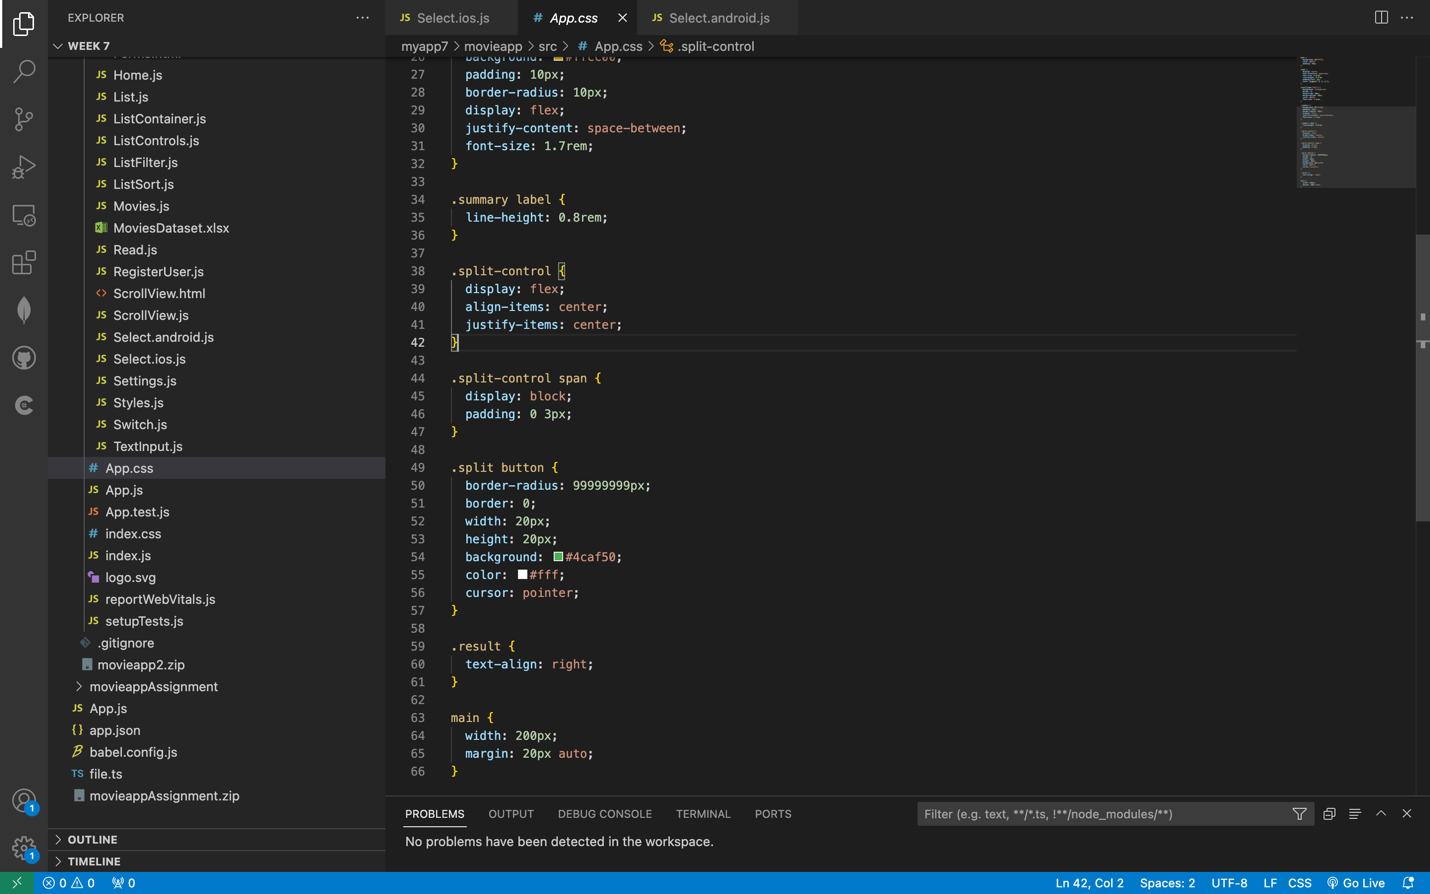 EXPLORER
WEEK 7
Home.js
List.js
ListContainer.js
ListControls.js
ListFilter.js
ListSort.js
Movies.js
MoviesDataset.xlsx
Read.js
RegisterUser.js
ScrollView.html
ScrollView.js
Select.android.js
Select.ios.js
Settings.js
Styles.js
Switch.js
TextInput.js
App.css
App.js
App.test.js
index.css
index.js
logo.svg
reportWebVitals.js
setupTests.js
.gitignore
movieapp2.zip
movieappAssignment
App.js
app.json
babel.config.js
file.ts
movieappAssignment.zip
OUTLINE
TIMELINE
JS Select.ios.js # App.css JS Select.android.js
myapp7 > movieapp > src > # App.css > .split-control
26 background: #ffcc00;
27 padding: 10px;
28 border-radius: 10px;
29 display: flex;
30 justify-content: space-between;
31 font-size: 1.7rem;
32 }
33
34 .summary label {
35 line-height: 0.8rem;
36 }
37
38 .split-control {
39 display: flex;
40 align-items: center;
41 justify-items: center;
42 }
43
44 .split-control span {
45 display: block;
46 padding: 0 3px;
47 }
48
49 .split button {
50 border-radius: 99999999px;
51 border: 0;
52 width: 20px;
53 height: 20px;
54 background: #4caf50;
55 color: #fff;
56 cursor: pointer;
57 }
58
59 .result {
60 text-align: right;
61 }
62
63 main {
64 width: 200px;
65 margin: 20px auto;
66 }
PROBLEMS OUTPUT DEBUG CONSOLE TERMINAL PORTS
Filter (e.g. text, **/*.ts, !**/node_modules/**)
No problems have been detected in the workspace.
1
1
0 0 0
Ln 42, Col 2 Spaces: 2 UTF-8 LF CSS Go Live